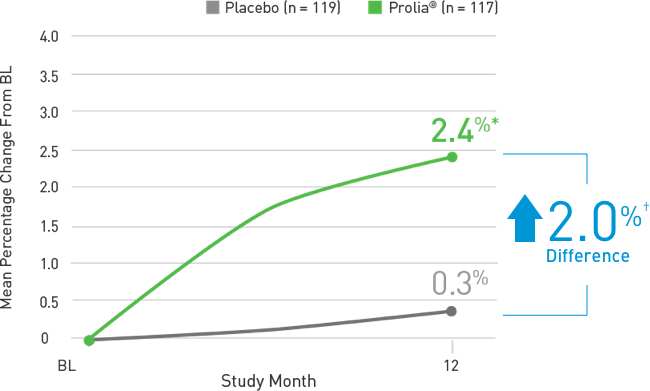 Placebo (n = 119)
Prolia® (n = 117)
Mean Percentage Change From BL
4.0
3.5
3.0
2.5
2.0
1.5
1.0
0.5
0
2.4%*
0.3%
2.0%†
Difference
BL
12
Study Month